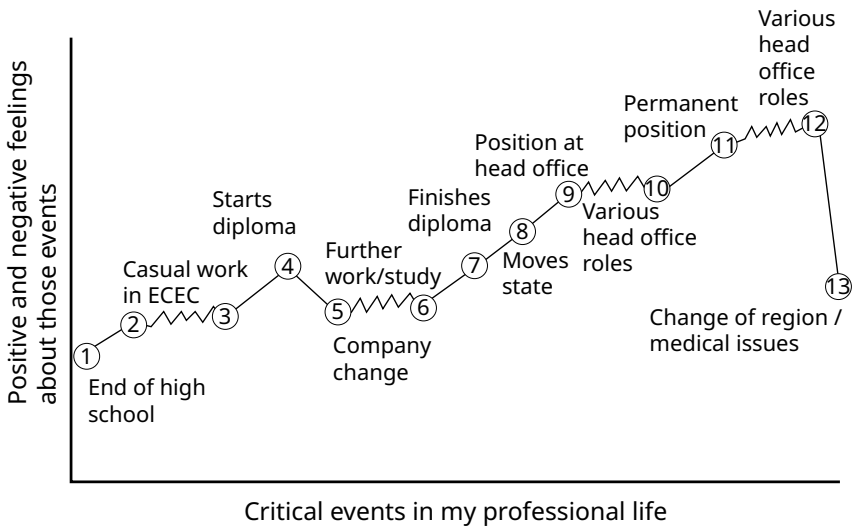 Various
head
office
roles
Permanent
position
Position at
head office
Starts
diploma
Finishes
diploma
Further
work/study
Casual work
in ECEC
Various
head office
roles
Moves
state
Company
change
Change of region /
medical issues
End of high
school
1
2
3
4
5
6
7
8
9
10
11
12
13
Positive and negative feelings
about those events
Critical events in my professional life